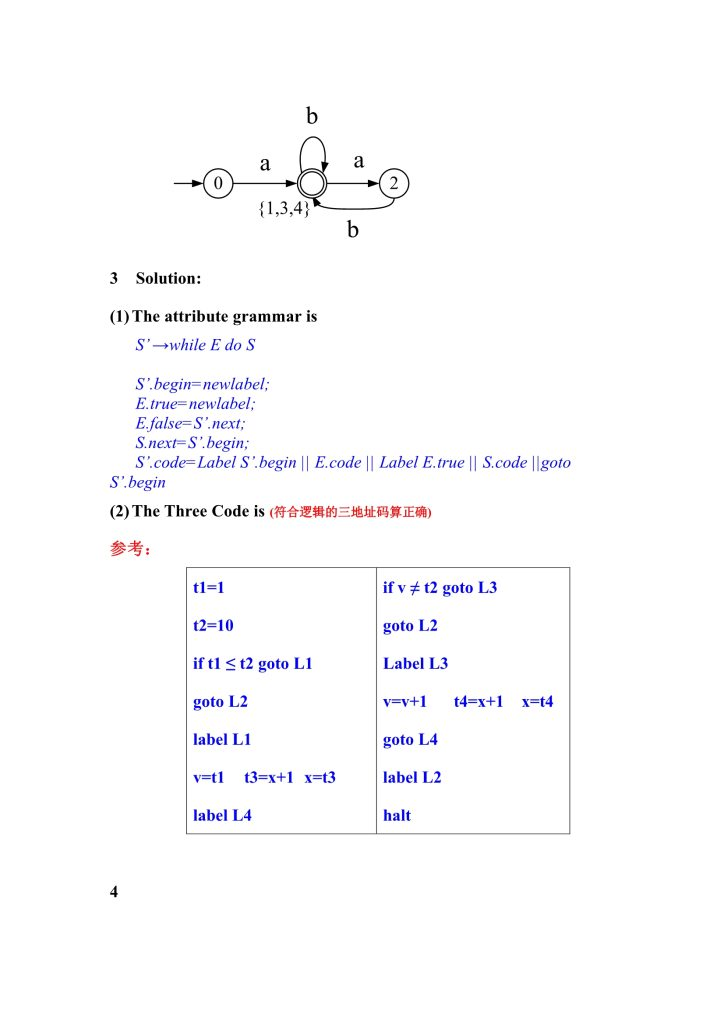 b
a a
0 2
{1,3,4}
b
3 Solution:
(1) The attribute grammar is
S’→while E do S
S’.begin=newlabel;
E.true=newlabel;
E.false=S’.next;
S.next=S’.begin;
S’.code=Label S’.begin || E.code || Label E.true || S.code ||goto
S’.begin
(2) The Three Code is (符合逻辑的三地址码算正确)
参考：
t1=1
t2=10
if t1 ≤ t2 goto L1
goto L2
label L1
v=t1 t3=x+1 x=t3
label L4
if v ≠ t2 goto L3
goto L2
Label L3
v=v+1 t4=x+1 x=t4
goto L4
label L2
halt
4